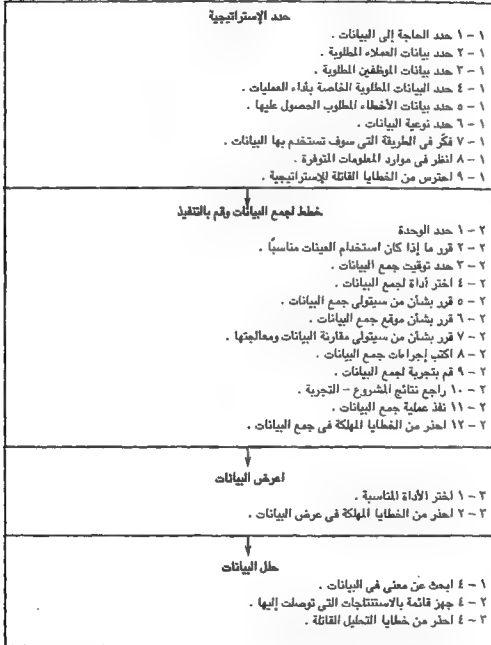 حدد الإستراتيجية
١ - ١ حدد الحاجة إلى البيانات .
١ - ٢ حدد بيانات العملاء المطلوبة .
١ - ٣ حدد بيانات الموظفين المطلوبة .
١ - ٤ حدد البيانات المطلوبة الخاصة بأداء العمليات .
١ - ٥ حدد بيانات الأخطاء المطلوب الحصول عليها .
١ - ٦ حدد نوعية البيانات .
١ - ٧ فكّر فى الطريقة التى سوف تستخدم بها البيانات .
١ - ٨ انظر فى موارد المعلومات المتوفرة .
١ - ٩ احترس من الخطايا القاتلة للإستراتيجية .
خطط لجمع البيانات وقم بالتنفيذ
٢ - ١ حدد الوحدة
٢ - ٢ قرر ما إذا كان استخدام العينات مناسبًا .
٢ - ٣ حدد توقيت جمع البيانات .
٢ - ٤ اختر أداة لجمع البيانات .
٢ - ٥ قرر بشأن من سيتولى جمع البيانات .
٢ - ٦ قرر بشأن موقع جمع البيانات .
٢ - ٧ قرر بشأن من سيتولى مقارنة البيانات ومعالجتها .
٢ - ٨ اكتب إجراءات جمع البيانات .
٢ - ٩ قم بتجربة لجمع البيانات .
٢ - ١٠ راجع نتائج المشروع - التجربة .
٢ - ١١ نفذ عملية جمع البيانات .
٢ - ١٢ احذر من الخطايا المهلكة فى جمع البيانات .
اعرض البيانات
٣ - ١ اختر الأداة المناسبة .
٣ - ٢ احذر من الخطايا المهلكة فى عرض البيانات .
حلل البيانات
٤ - ١ ابحث عن معنى فى البيانات .
٤ - ٢ جهز قائمة بالاستنتاجات التى توصلت إليها .
٤ - ٣ احذر من خطايا التحليل القاتلة .